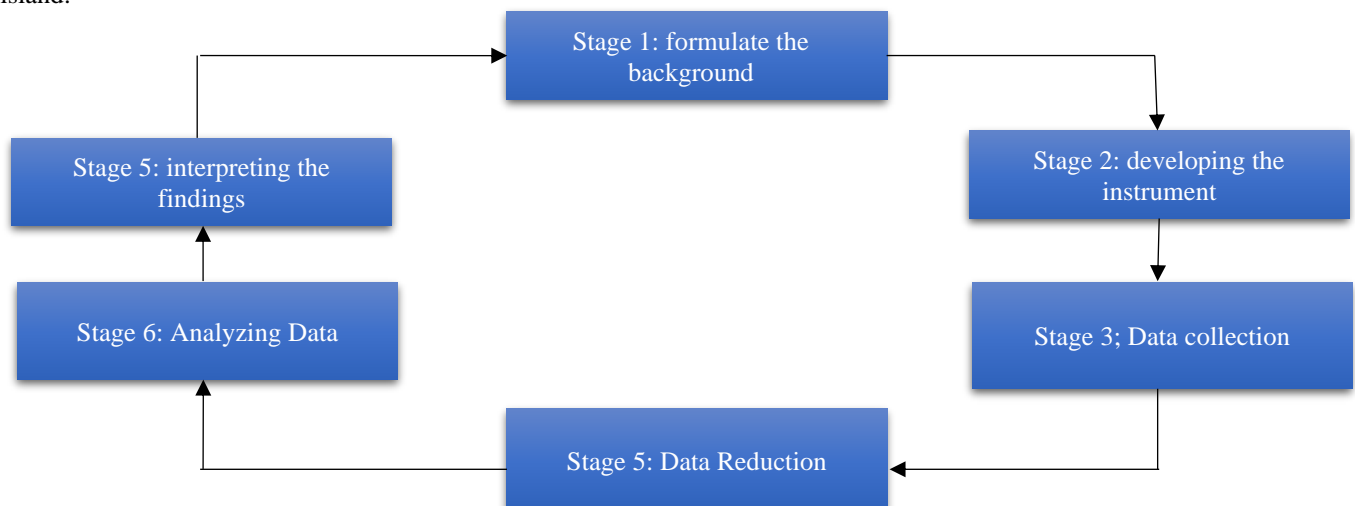 Stage 1: formulate the
background
Stage 5: interpreting the
findings
Stage 2: developing the
instrument
Stage 6: Analyzing Data
Stage 3; Data collection
Stage 5: Data Reduction